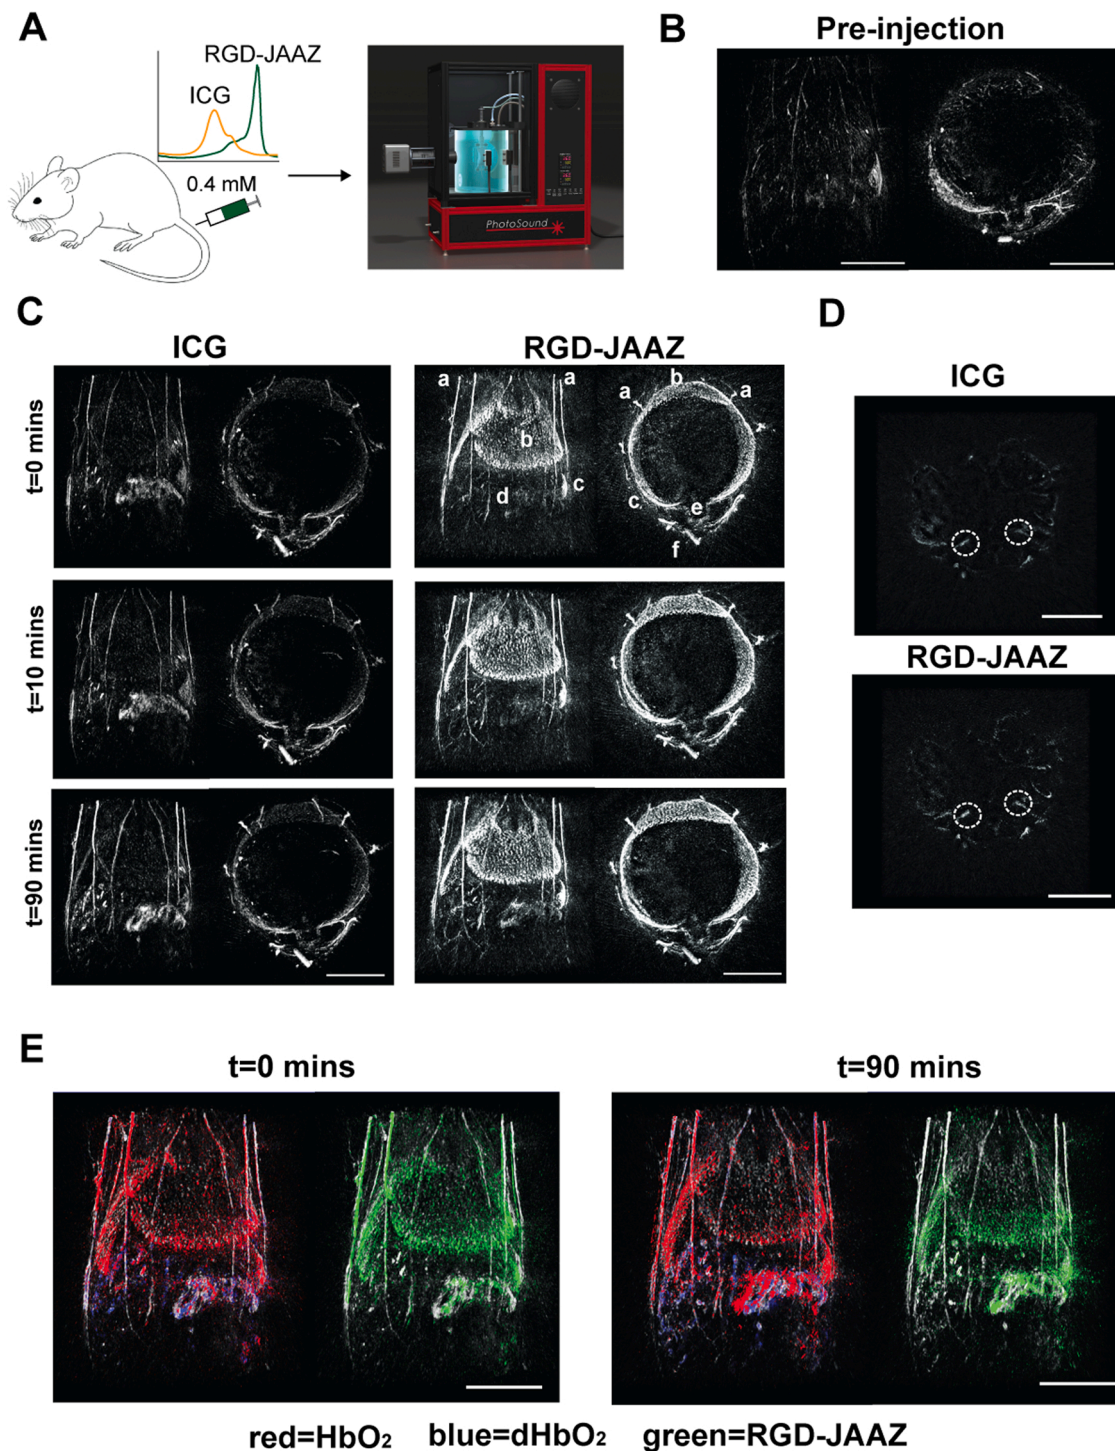 A
RGD-JAAZ
ICG
0.4 mM
PhotoSound
B
Pre-injection
C
ICG
RGD-JAAZ
t=0 mins
a
a
b
d
c
a
b
a
c
e
f
t=10 mins
t=90 mins
D
ICG
RGD-JAAZ
E
t=0 mins
t=90 mins
red=HbO₂ blue=dHbO₂ green=RGD-JAAZ